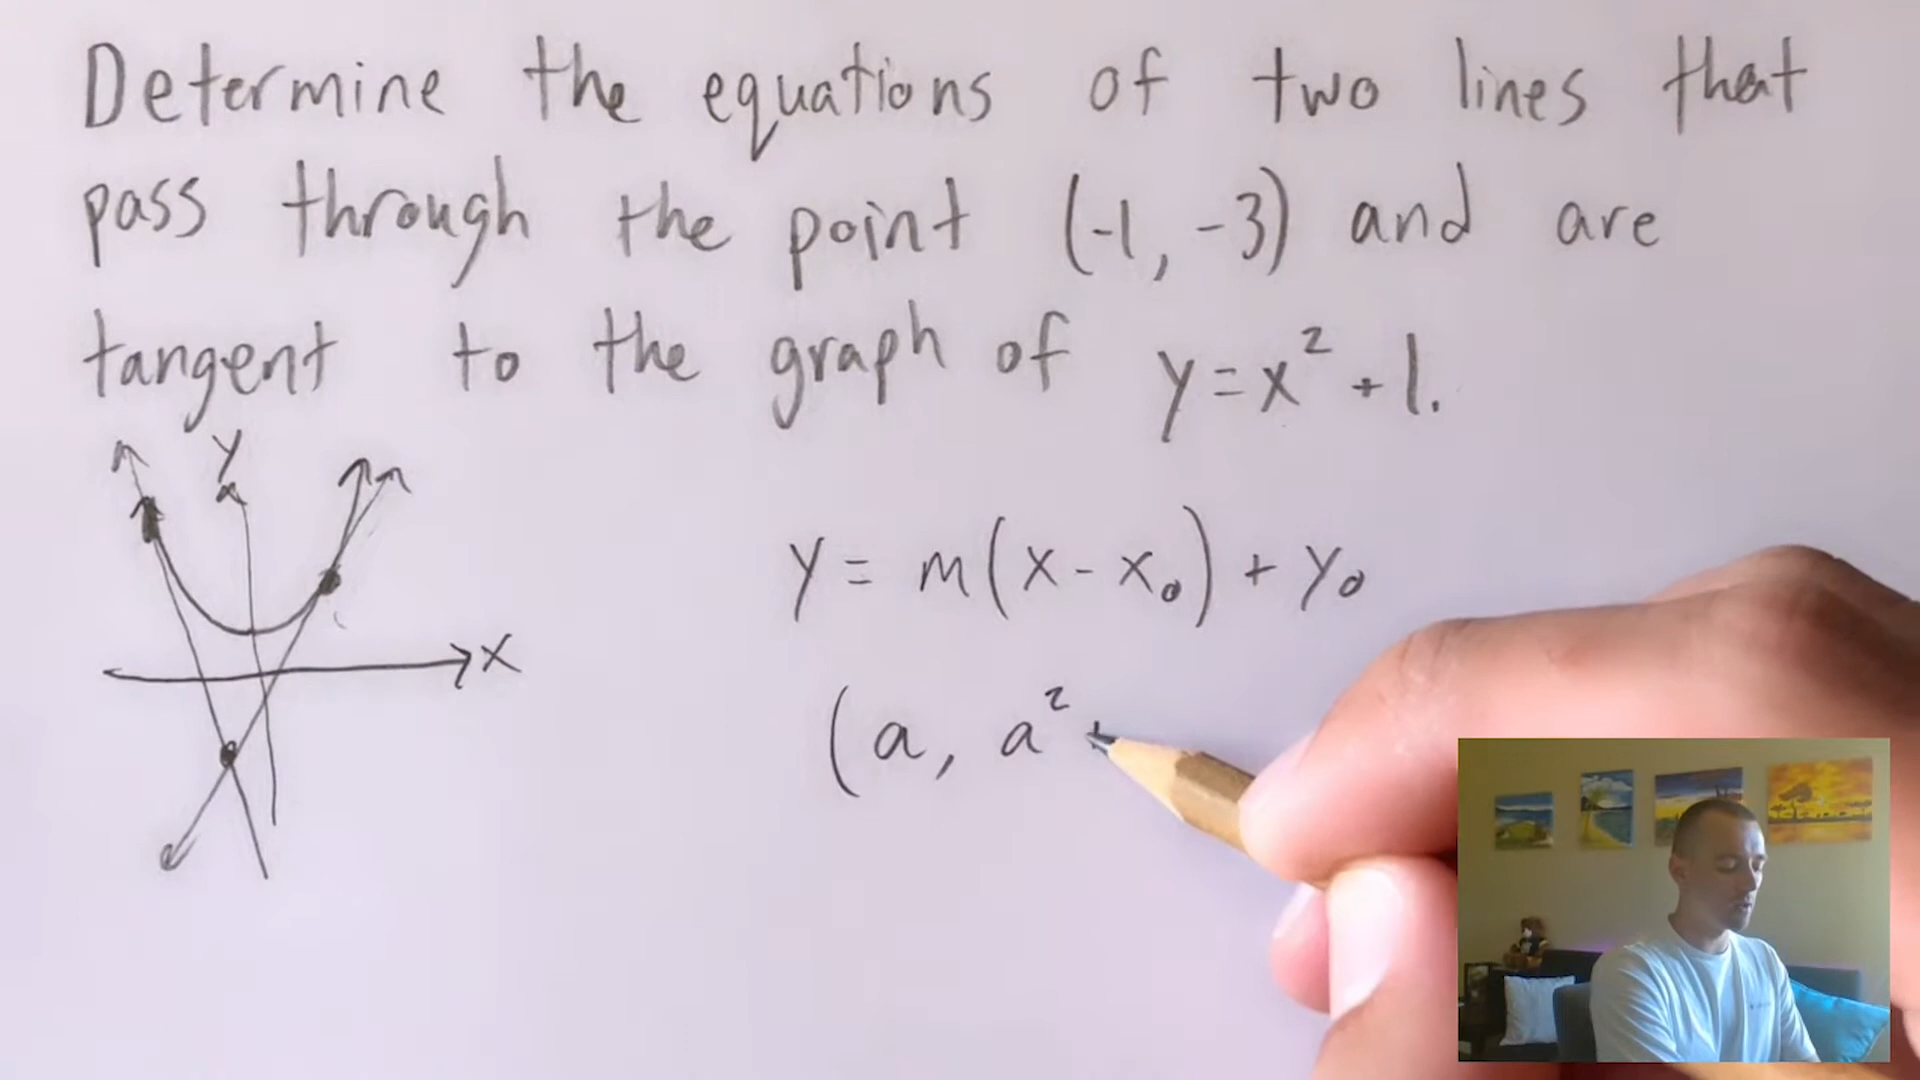 Determine the equations of two lines that
pass through the point (-1, -3) and are
tangent to the graph of y=x² + 1.
y
x
y = m(x - x₀) + y₀
(a, a² +